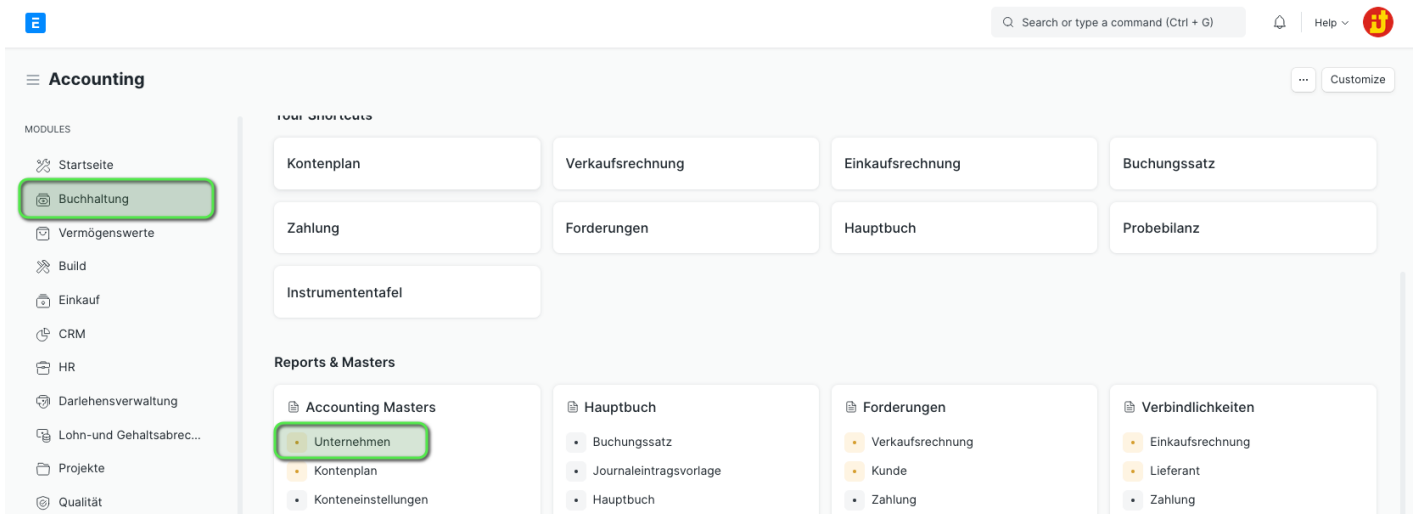 E
Search or type a command (Ctrl + G)
Help
Accounting
...
Customize
MODULES
Startseite
Buchhaltung
Vermögenswerte
Build
Einkauf
CRM
HR
Darlehensverwaltung
Lohn-und Gehaltsabrec...
Projekte
Qualität
Your Shortcuts
Kontenplan
Verkaufsrechnung
Einkaufsrechnung
Buchungssatz
Zahlung
Forderungen
Hauptbuch
Probebilanz
Instrumententafel
Reports & Masters
Accounting Masters
Unternehmen
Kontenplan
Konteneinstellungen
Hauptbuch
Buchungssatz
Journaleintragsvorlage
Hauptbuch
Forderungen
Verkaufsrechnung
Kunde
Zahlung
Verbindlichkeiten
Einkaufsrechnung
Lieferant
Zahlung